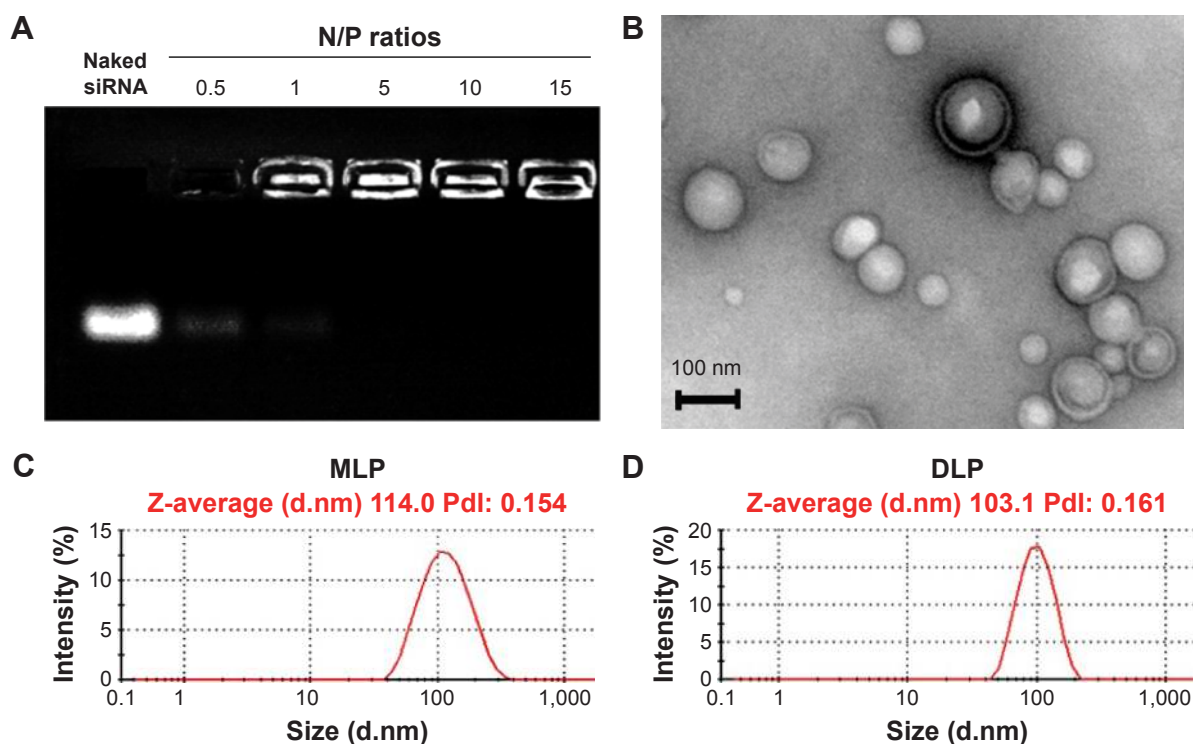 A
N/P ratios
Naked
siRNA
0.5 1 5 10 15
B
100 nm
C
MLP
Z-average (d.nm) 114.0 PdI: 0.154
Intensity (%)
15
10
5
0
0.1 1 10 100 1,000
Size (d.nm)
D
DLP
Z-average (d.nm) 103.1 PdI: 0.161
Intensity (%)
20
15
10
5
0
0.1 1 10 100 1,000
Size (d.nm)